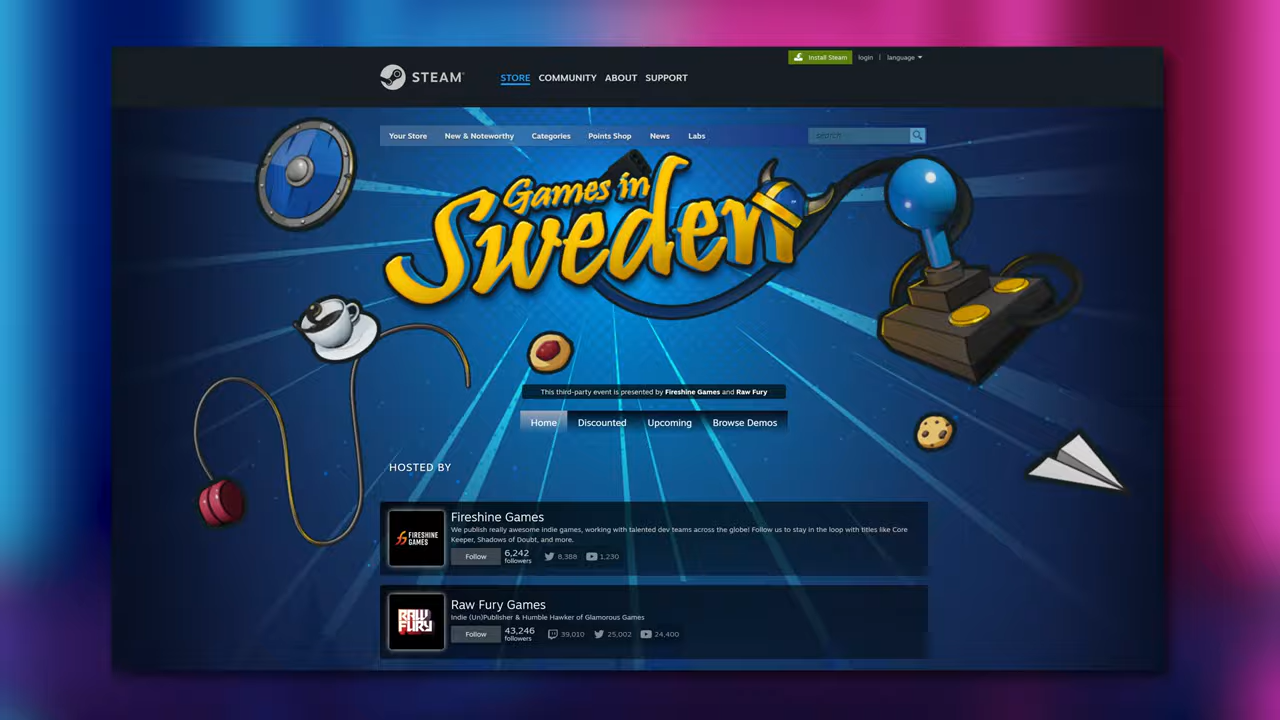 Install Steam login | language
STEAM STORE COMMUNITY ABOUT SUPPORT
Your Store New & Noteworthy Categories Points Shop News Labs search
Games in
Sweden
This third-party event is presented by Fireshine Games and Raw Fury
Home Discounted Upcoming Browse Demos
HOSTED BY
Fireshine Games
We publish really awesome indie games, working with talented dev teams across the globe! Follow us to stay in the loop with titles like Core
Keeper, Shadows of Doubt, and more.
FIRESHINE
GAMES
Follow 6,242 followers 8,388 1,230
Raw Fury Games
Indie (Un)Publisher & Humble Hawker of Glamorous Games
RAW
FURY
Follow 43,246 followers 39,010 25,002 24,400